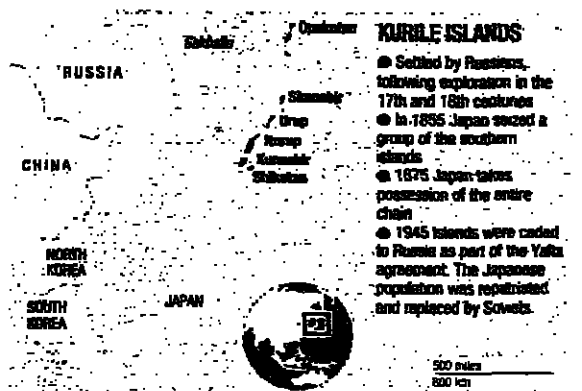 KURILE ISLANDS
● Settled by Russians,
following exploration in the
17th and 18th centuries
● In 1855 Japan seized a
group of the southern
islands
● 1875 Japan takes
possession of the entire
chain
● 1945 Islands were ceded
to Russia as part of the Yalta
agreement. The Japanese
population was repatriated
and replaced by Soviets.
Sakhalin
RUSSIA
Urup
CHINA
Kunashir
Shikotan
NORTH
KOREA
SOUTH
KOREA
JAPAN
500 miles
800 km